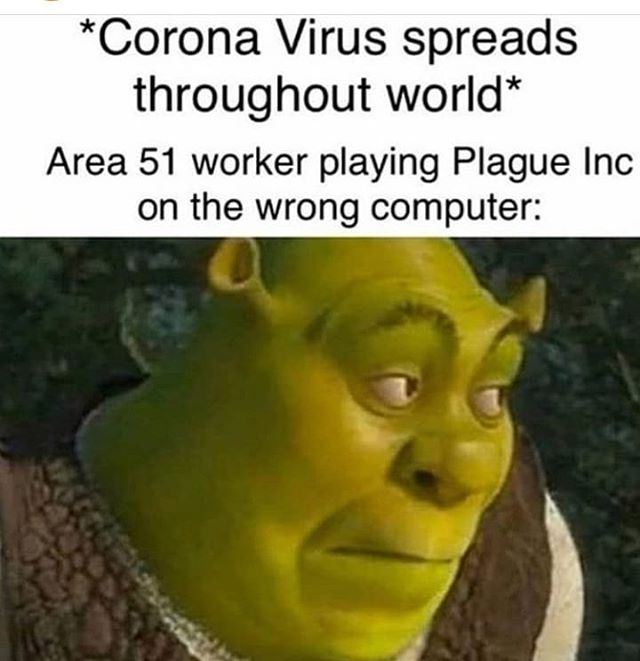 *Corona Virus spreads
throughout world*
Area 51 worker playing Plague Inc
on the wrong computer: